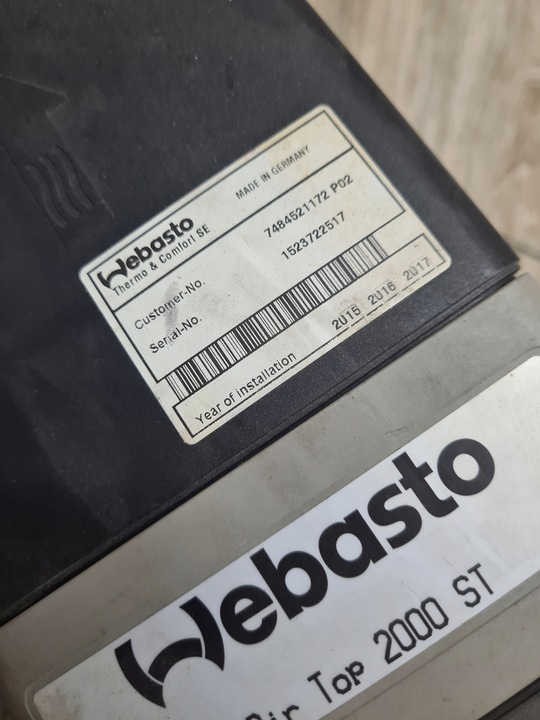 Webasto
Thermo & Comfort SE
MADE IN GERMANY
Customer-No. 7484521172 P02
Serial-No. 1523722517
Year of installation 2015 2016 2017
Webasto
Air Top 2000 ST